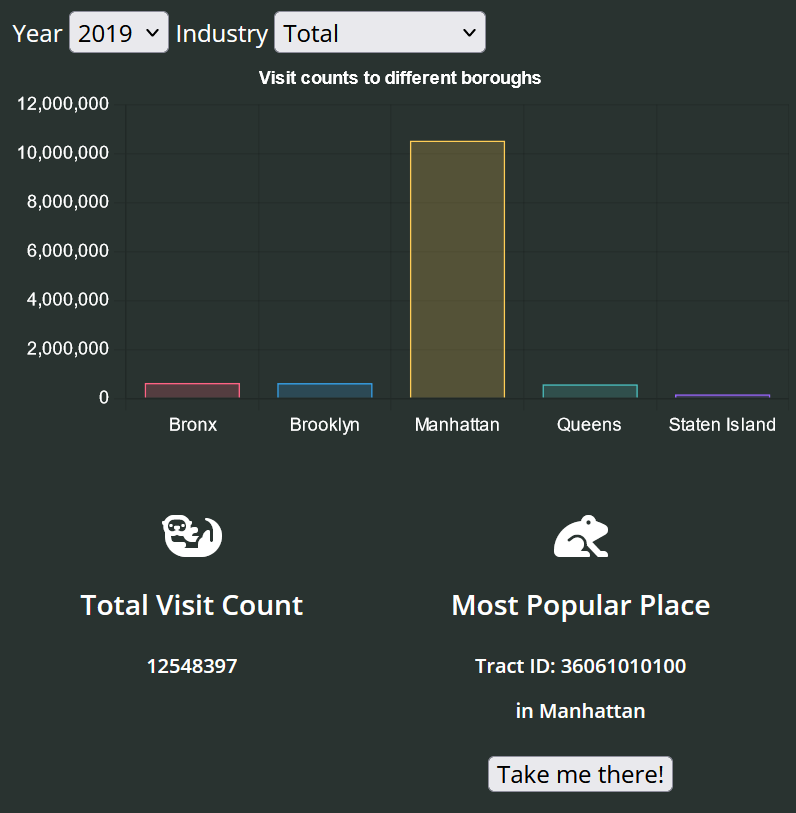 Year 2019 Industry Total
Visit counts to different boroughs
12,000,000
10,000,000
8,000,000
6,000,000
4,000,000
2,000,000
0
Bronx Brooklyn Manhattan Queens Staten Island
Total Visit Count
12548397
Most Popular Place
Tract ID: 36061010100
in Manhattan
Take me there!